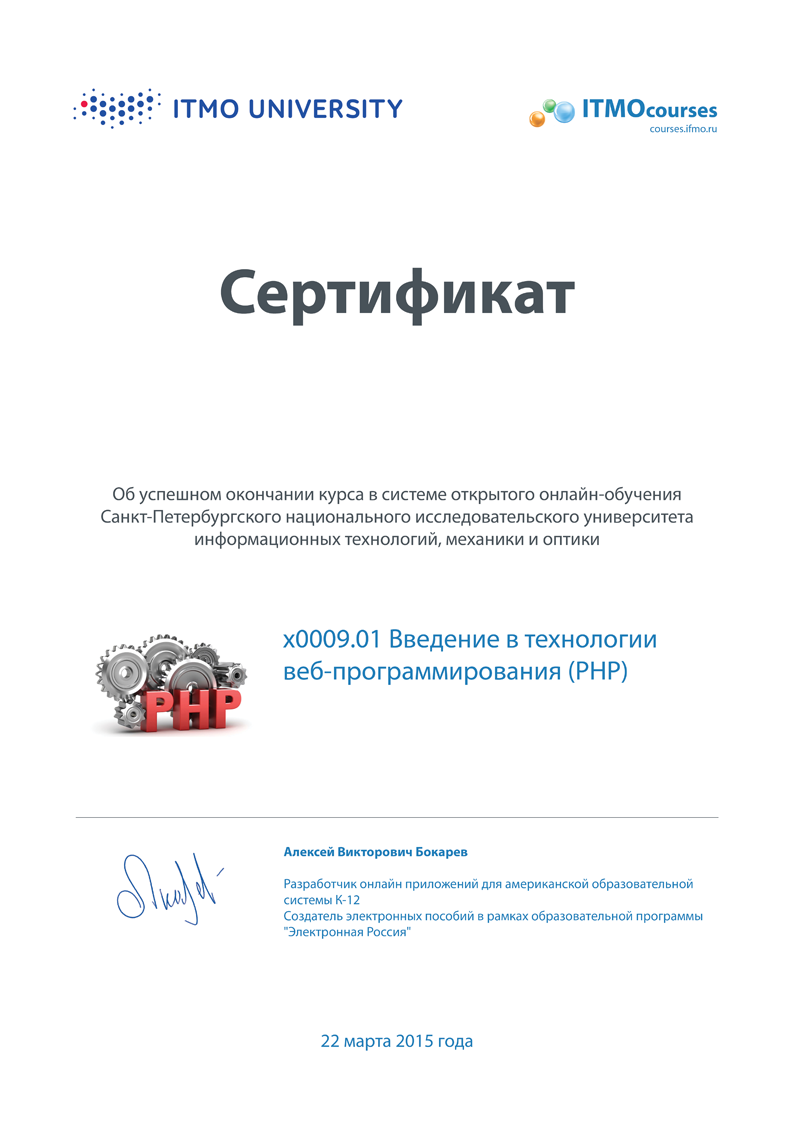 ITMO UNIVERSITY
ITMOcourses
courses.ifmo.ru
Сертификат
Об успешном окончании курса в системе открытого онлайн-обучения
Санкт-Петербургского национального исследовательского университета
информационных технологий, механики и оптики
x0009.01 Введение в технологии
веб-программирования (PHP)
PHP
Алексей Викторович Бокарев
Разработчик онлайн приложений для американской образовательной
системы К-12
Создатель электронных пособий в рамках образовательной программы
"Электронная Россия"
22 марта 2015 года